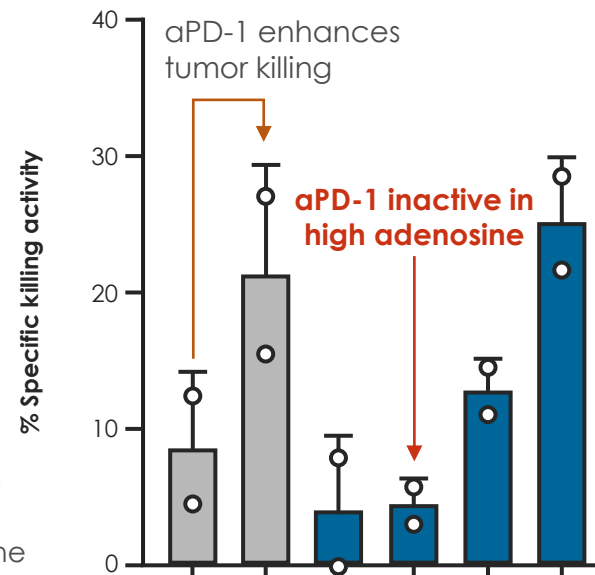 40
aPD-1 enhances
tumor killing
30
aPD-1 inactive in
high adenosine
20
10
0
% Specific killing activity